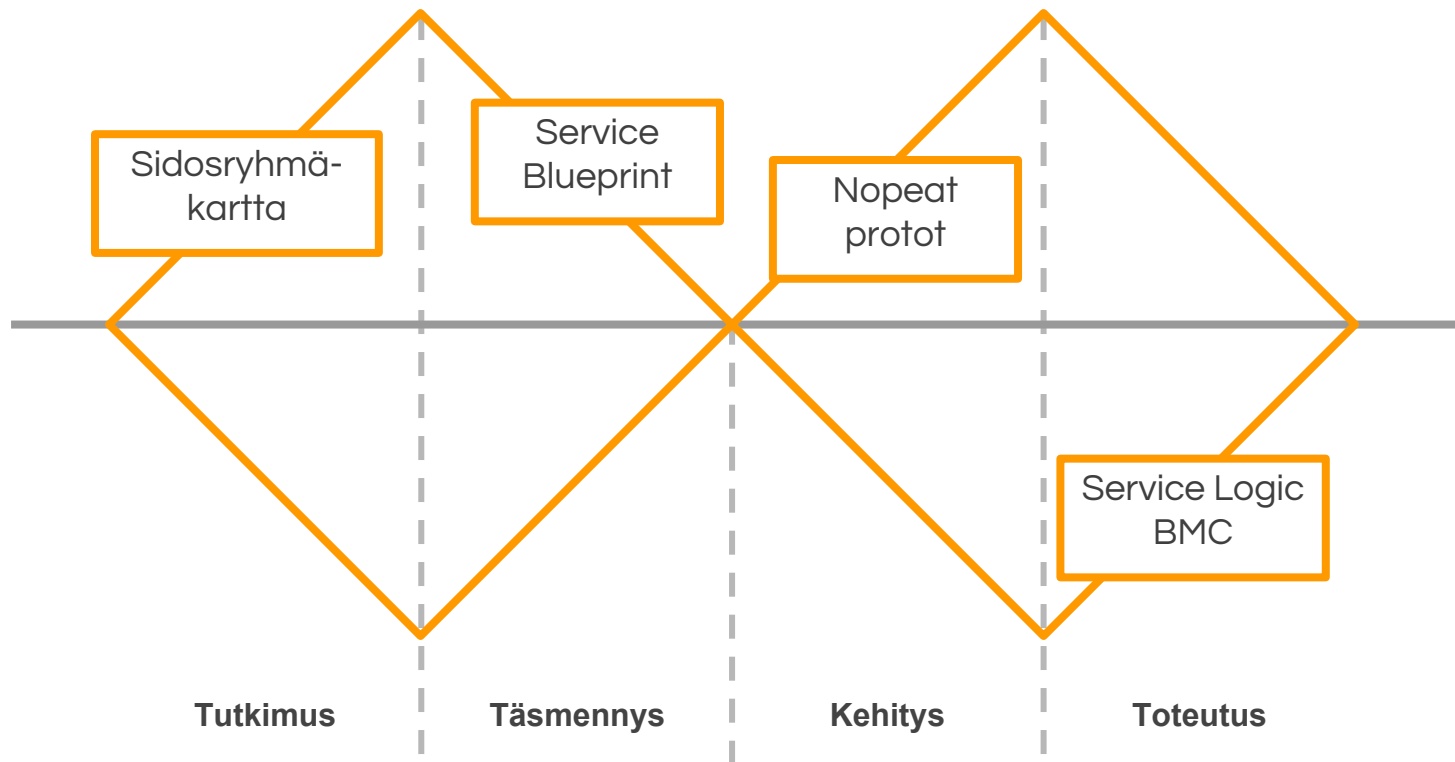 Sidosryhmä-
kartta
Service
Blueprint
Nopeat
protot
Service Logic
BMC
Tutkimus
Täsmennys
Kehitys
Toteutus